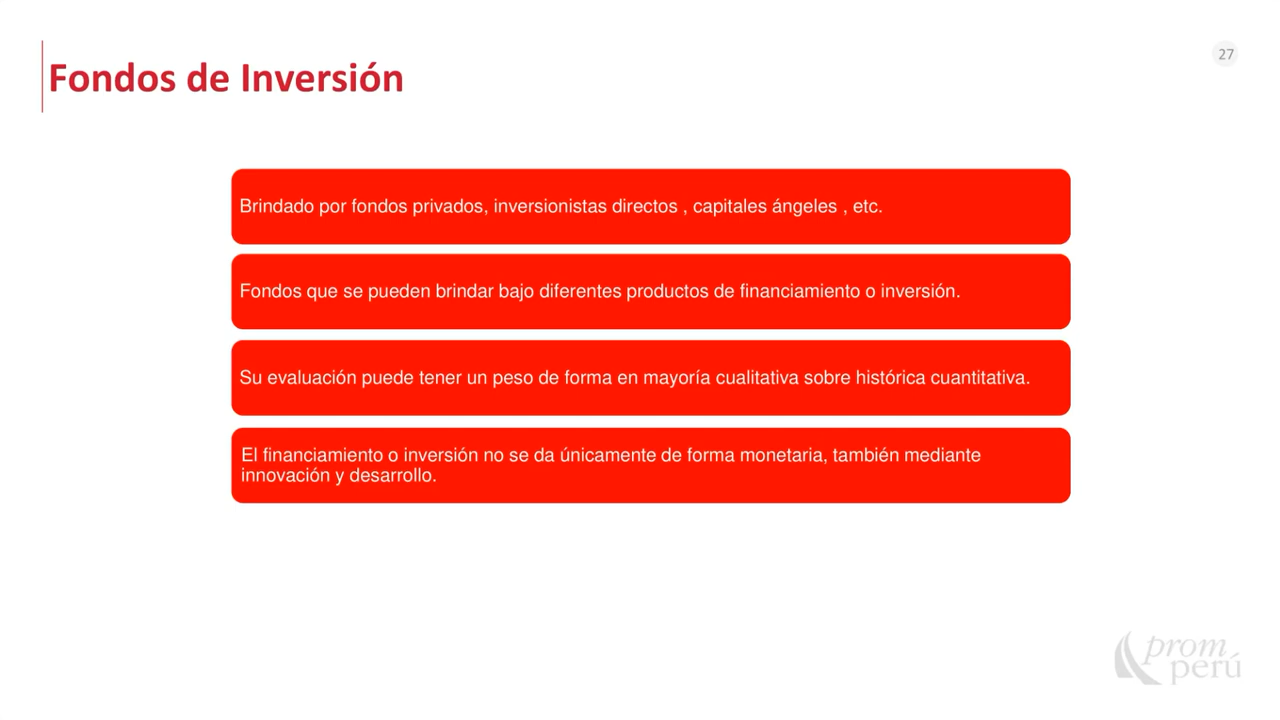 27
Fondos de Inversión
Brindado por fondos privados, inversionistas directos , capitales ángeles , etc.
Fondos que se pueden brindar bajo diferentes productos de financiamiento o inversión.
Su evaluación puede tener un peso de forma en mayoría cualitativa sobre histórica cuantitativa.
El financiamiento o inversión no se da únicamente de forma monetaria, también mediante
innovación y desarrollo.
prom
perú